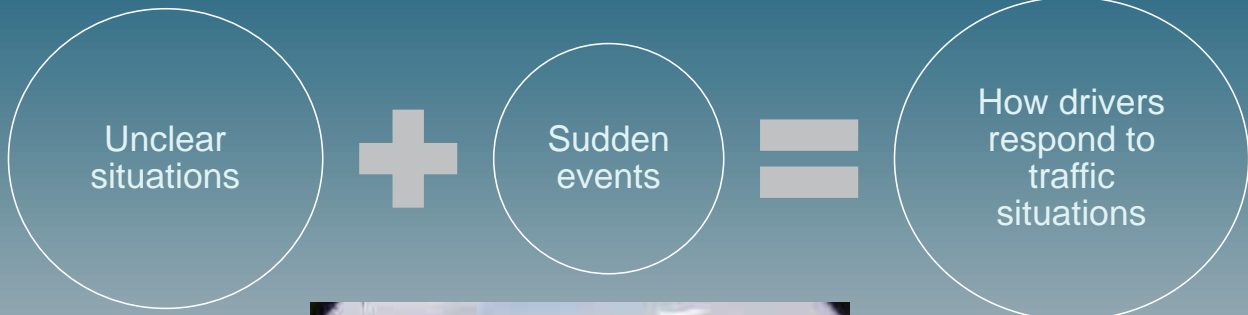 Unclear
situations
Sudden
events
How drivers
respond to
traffic
situations